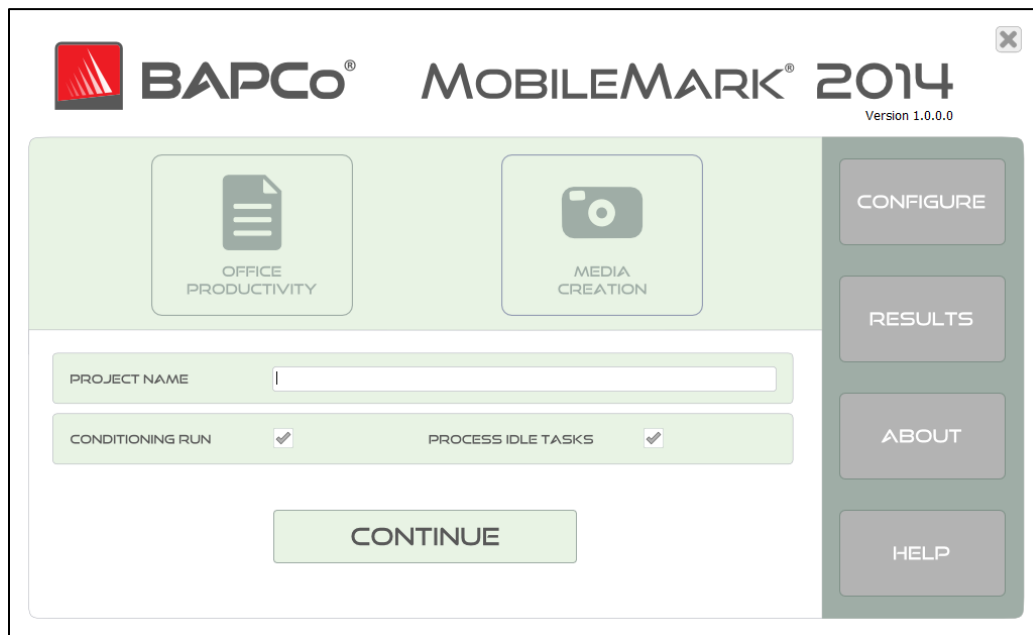 BAPCo® MobileMark® 2014
Version 1.0.0.0
OFFICE
PRODUCTIVITY
MEDIA
CREATION
CONFIGURE
RESULTS
PROJECT NAME
CONDITIONING RUN
PROCESS IDLE TASKS
ABOUT
CONTINUE
HELP